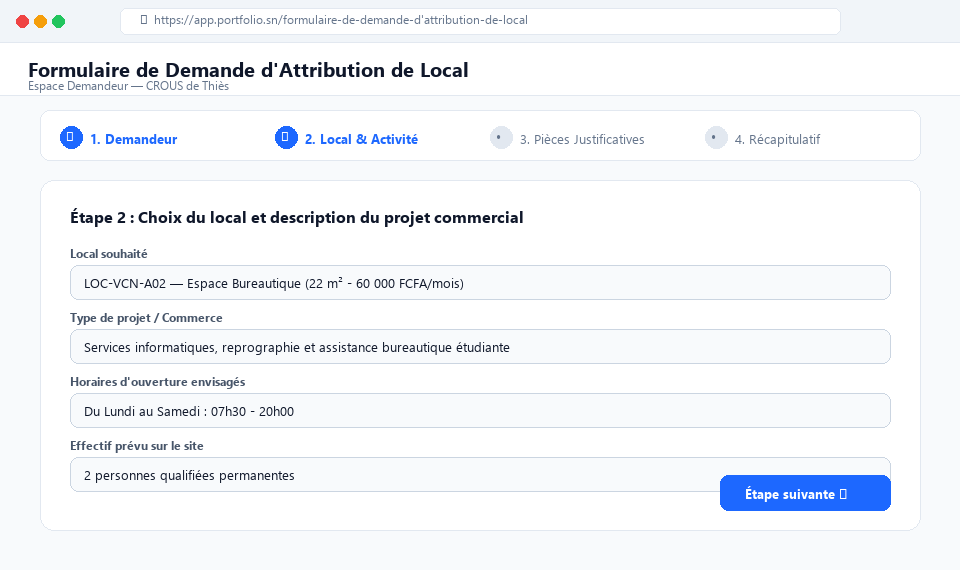 https://app.portfolio.sn/formulaire-de-demande-d'attribution-de-local
Formulaire de Demande d'Attribution de Local
Espace Demandeur — CROUS de Thiès
1. Demandeur
2. Local & Activité
3. Pièces Justificatives
4. Récapitulatif
Étape 2 : Choix du local et description du projet commercial
Local souhaité
LOC-VCN-A02 — Espace Bureautique (22 m² - 60 000 FCFA/mois)
Type de projet / Commerce
Services informatiques, reprographie et assistance bureautique étudiante
Horaires d'ouverture envisagés
Du Lundi au Samedi : 07h30 - 20h00
Effectif prévu sur le site
2 personnes qualifiées permanentes
Étape suivante